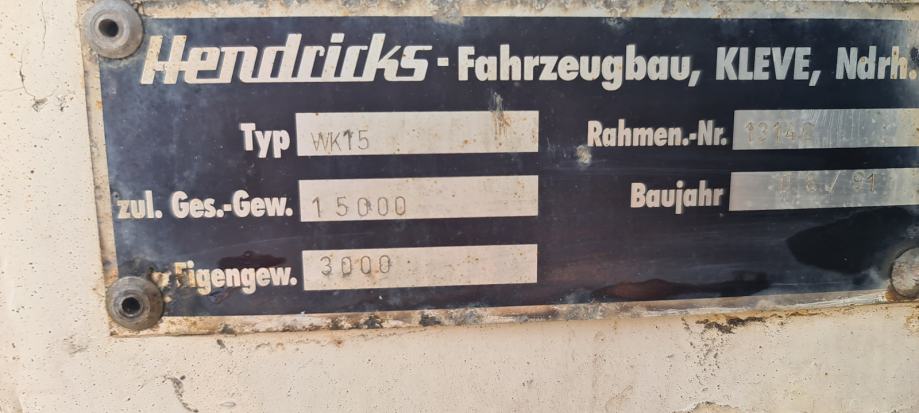 Hendricks - Fahrzeugbau, KLEVE, Ndrh.
Typ WK15 Rahmen.-Nr.
zul. Ges.-Gew. 15000 Baujahr
Eigengew. 3000